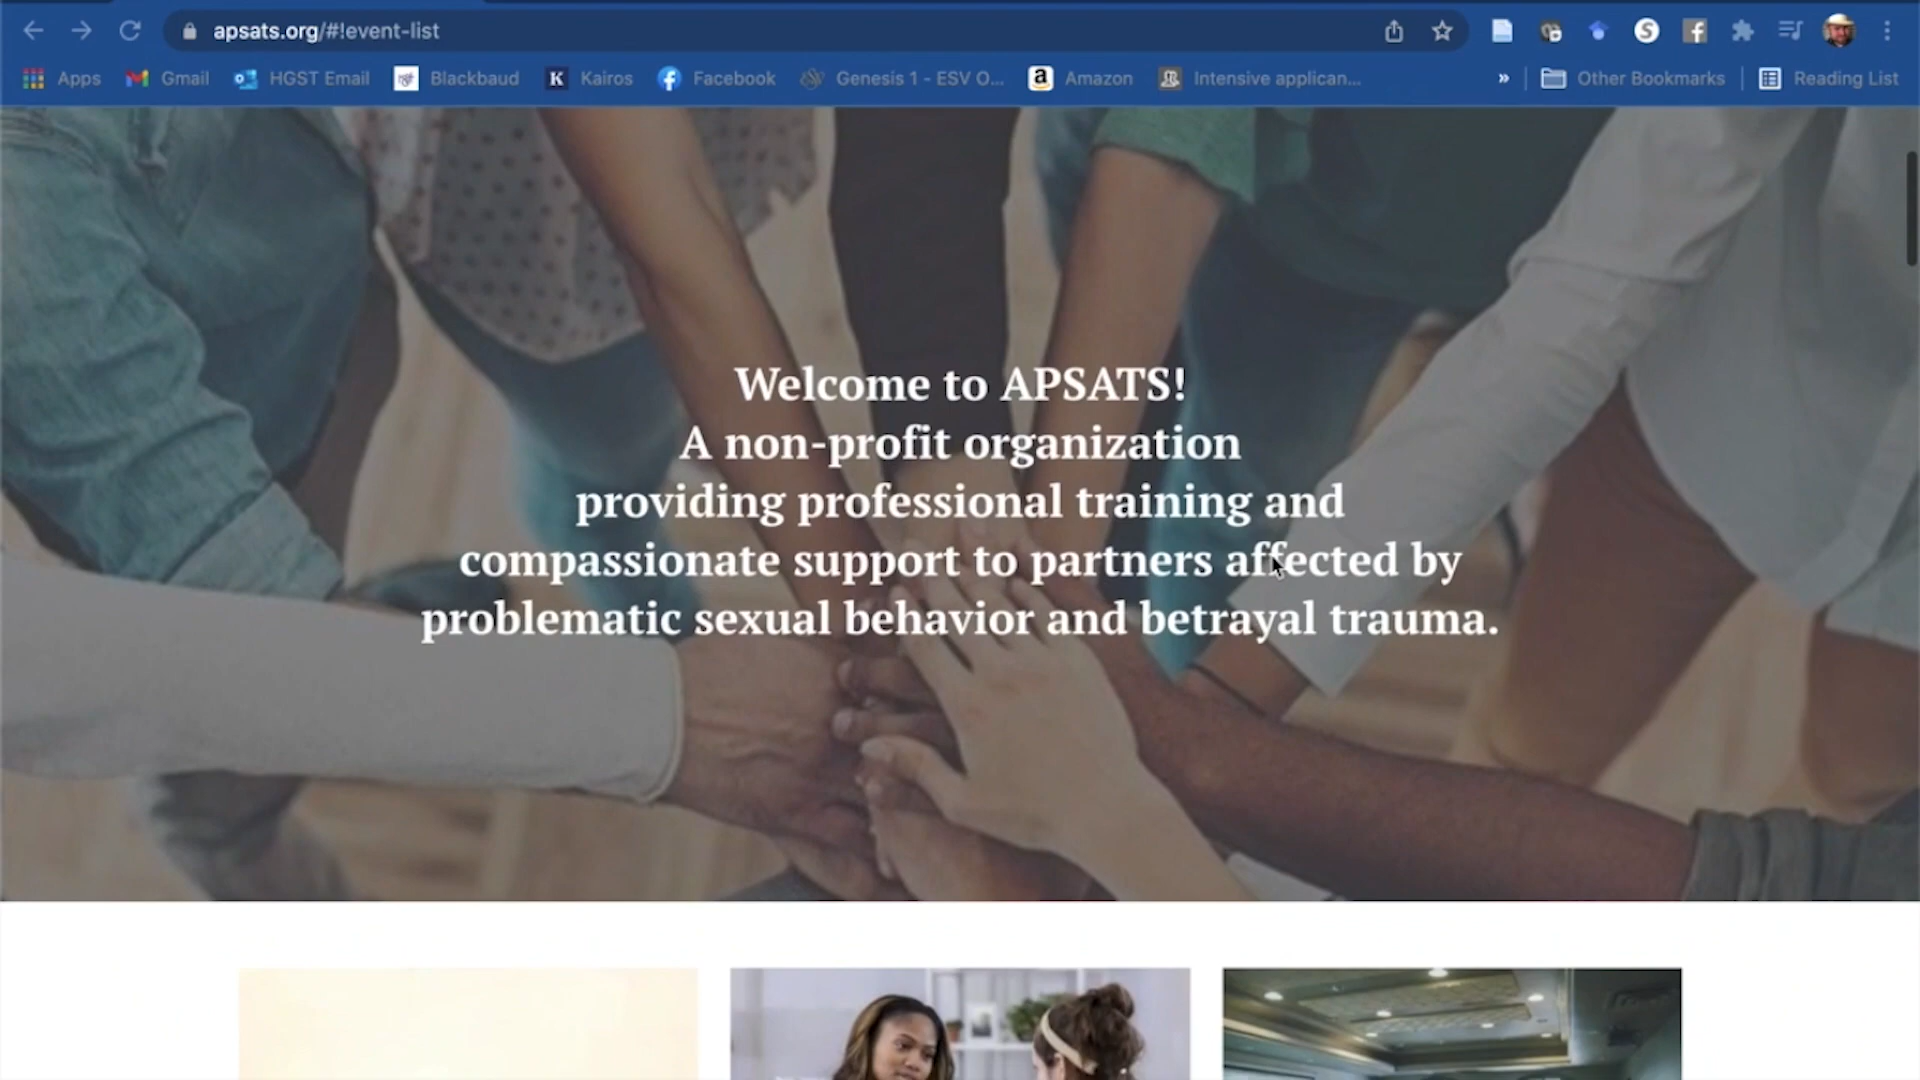 apsats.org/#!event-list
Apps Gmail HGST Email Blackbaud K Kairos Facebook Genesis 1 - ESV O... a Amazon Intensive applican... » Other Bookmarks Reading List
Welcome to APSATS!
A non-profit organization
providing professional training and
compassionate support to partners affected by
problematic sexual behavior and betrayal trauma.